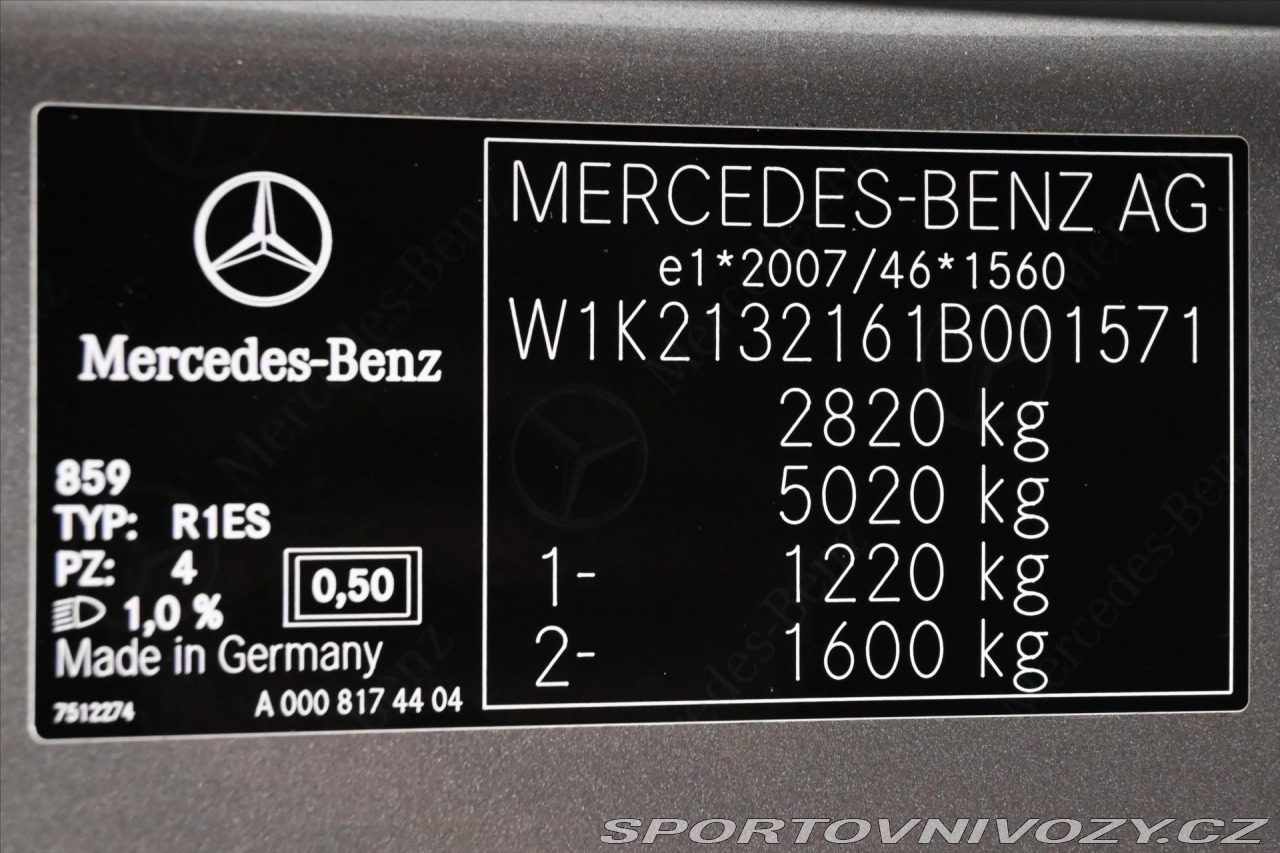 Mercedes-Benz
859
TYP: R1ES
PZ: 4
0,50
1,0 %
Made in Germany
7512274
A 000 817 44 04
MERCEDES-BENZ AG
e1*2007/46*1560
W1K2132161B001571
2820 kg
5020 kg
1- 1220 kg
2- 1600 kg
SPORTOVNIVOZY.CZ